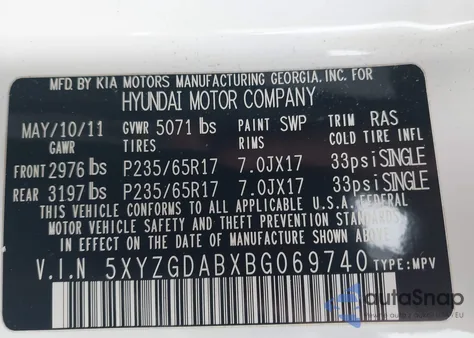 MFD. BY KIA MOTORS MANUFACTURING GEORGIA, INC. FOR
HYUNDAI MOTOR COMPANY
MAY/10/11 GVWR 5071 lbs PAINT SWP TRIM RAS
GAWR TIRES RIMS COLD TIRE INFL
FRONT 2976 lbs P235/65R17 7.0JX17 33psi SINGLE
REAR 3197 lbs P235/65R17 7.0JX17 33psi SINGLE
THIS VEHICLE CONFORMS TO ALL APPLICABLE U.S.A. FEDERAL
MOTOR VEHICLE SAFETY AND THEFT PREVENTION STANDARDS
IN EFFECT ON THE DATE OF MANUFACTURE SHOWN ABOVE.
V.I.N 5XYZGDABXBG069740 TYPE:MPV
autoSnap